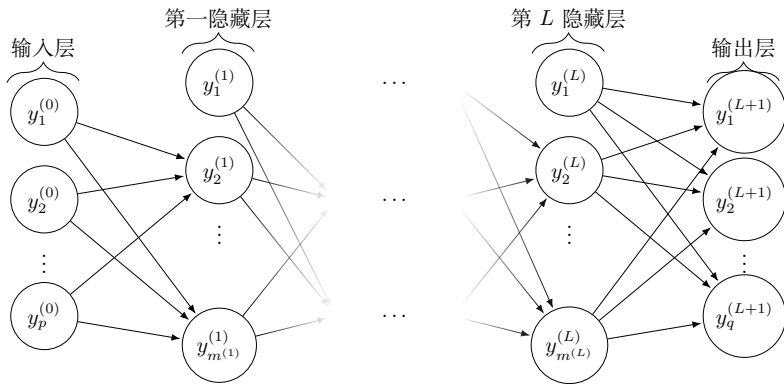 第一隐藏层 第 L 隐藏层
输入层 输出层
y_1^{(1)} ... y_1^{(L)}
y_1^{(0)} y_1^{(L+1)}
y_2^{(1)} y_2^{(L)}
y_2^{(0)} ... y_2^{(L+1)}
⋮ ⋮
⋮ ⋮
y_p^{(0)} ... y_q^{(L+1)}
y_{m^{(1)}}^{(1)} y_{m^{(L)}}^{(L)}